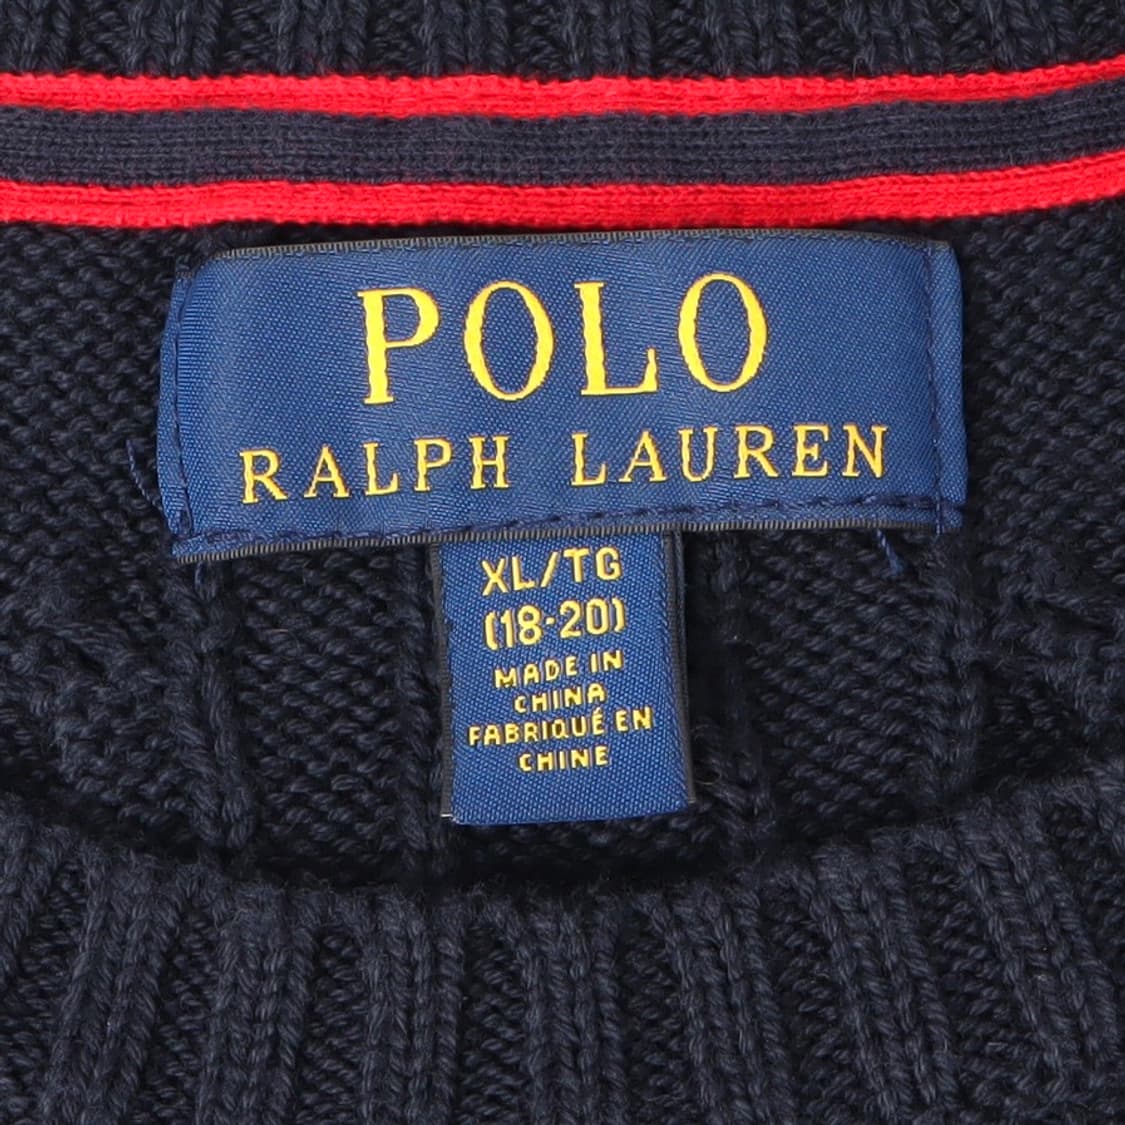 POLO
RALPH LAUREN
XL/TG
(18-20)
MADE IN
CHINA
FABRIQUÉ EN
CHINE